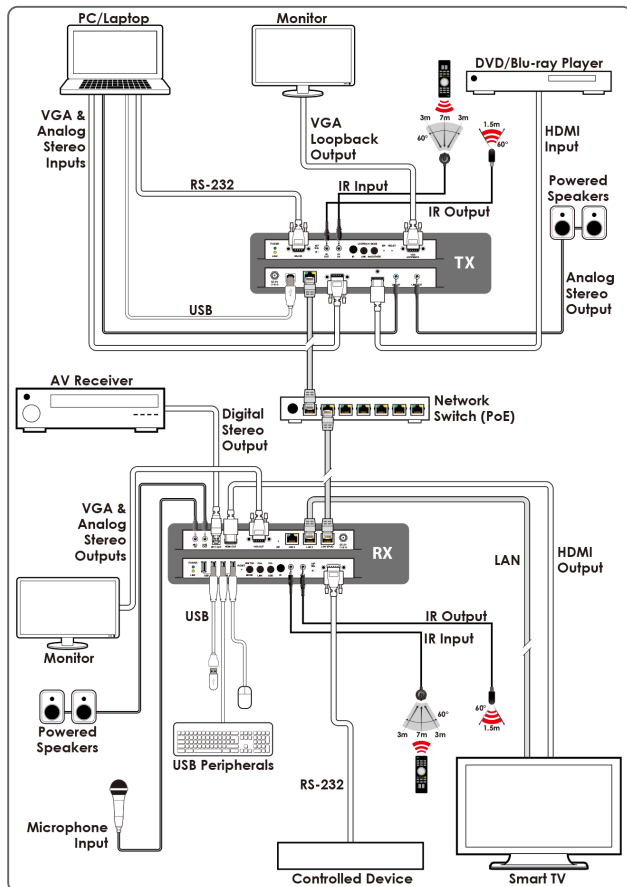 PC/Laptop
Monitor
DVD/Blu-ray Player
VGA &
Analog
Stereo
Inputs
VGA
Loopback
Output
3m 7m 3m
60°
1.5m
60°
HDMI
Input
RS-232
IR Input
IR Output
Powered
Speakers
TX
USB
Analog
Stereo
Output
AV Receiver
Digital
Stereo
Output
Network
Switch (PoE)
VGA &
Analog
Stereo
Outputs
RX
LAN
HDMI
Output
USB
IR Output
IR Input
Monitor
60°
3m 7m 3m
60°
1.5m
Powered
Speakers
USB Peripherals
RS-232
Microphone
Input
Controlled Device
Smart TV